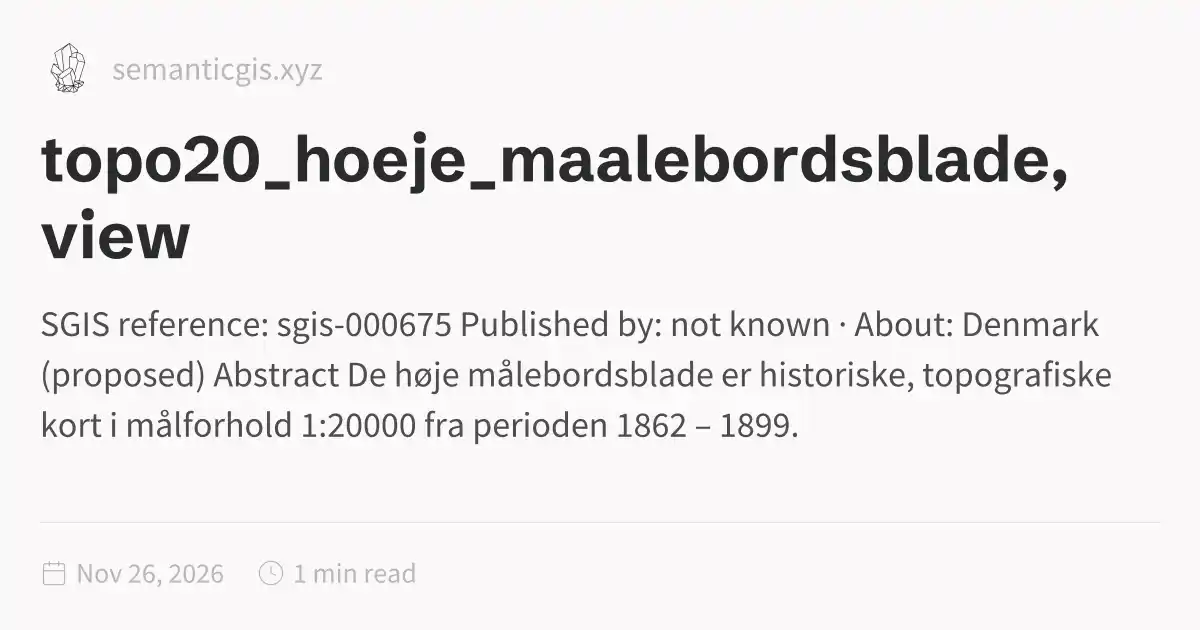 semanticgis.xyz
topo20_hoeje_maalebordsblade,
view
SGIS reference: sgis-000675 Published by: not known · About: Denmark
(proposed) Abstract De høje målebordsblade er historiske, topografiske
kort i målforhold 1:20000 fra perioden 1862 – 1899.
Nov 26, 2026 1 min read